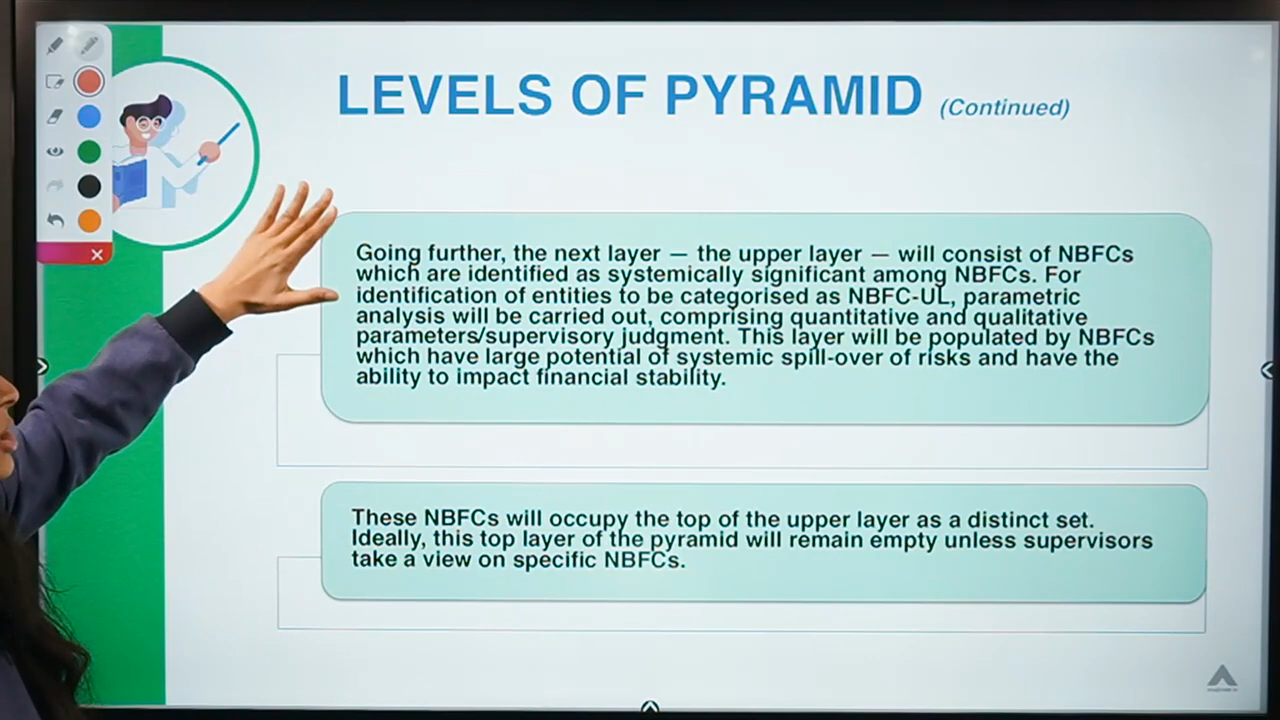 LEVELS OF PYRAMID (Continued)
Going further, the next layer — the upper layer — will consist of NBFCs
which are identified as systemically significant among NBFCs. For
identification of entities to be categorised as NBFC-UL, parametric
analysis will be carried out, comprising quantitative and qualitative
parameters/supervisory judgment. This layer will be populated by NBFCs
which have large potential of systemic spill-over of risks and have the
ability to impact financial stability.
These NBFCs will occupy the top of the upper layer as a distinct set.
Ideally, this top layer of the pyramid will remain empty unless supervisors
take a view on specific NBFCs.